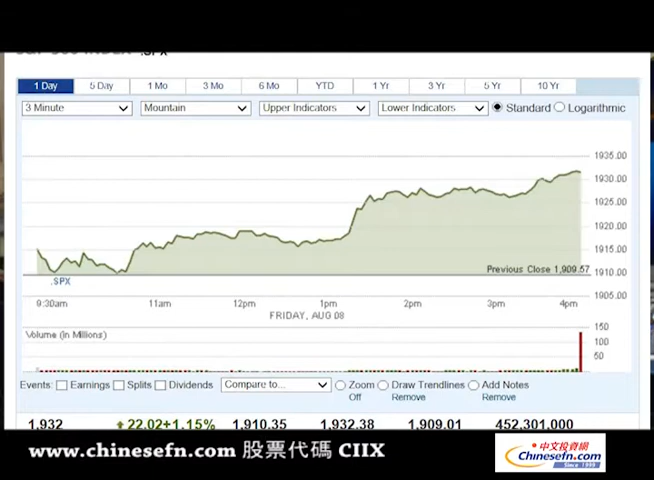 S&P 500 INDEX .SPX
1 Day 5 Day 1 Mo 3 Mo 6 Mo YTD 1 Yr 3 Yr 5 Yr 10 Yr
3 Minute Mountain Upper Indicators Lower Indicators Standard Logarithmic
1935.00
1930.00
1925.00
1920.00
1915.00
Previous Close 1,909.57 1910.00
.SPX
1905.00
9:30am 11am 12pm 1pm 2pm 3pm 4pm
FRIDAY, AUG 08
Volume (in Millions)
150
100
50
Events: Earnings Splits Dividends Compare to... Zoom Draw Trendlines Add Notes
Off Remove Remove
1,932 22.02+1.15% 1,910.35 1,932.38 1,909.01 452,301,000
www.chinesefn.com 股票代碼 CIIX
中文投資網
Chinesefn.com
Since 1999